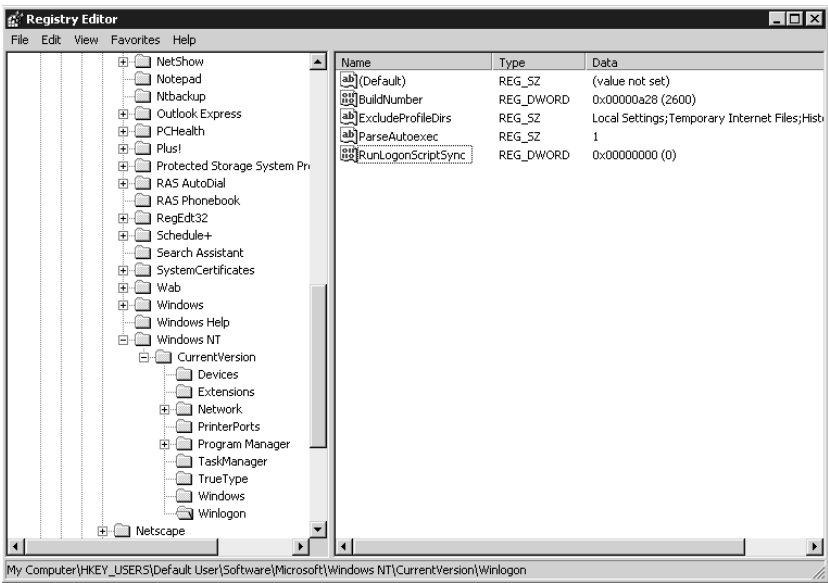 Registry Editor
File Edit View Favorites Help
NetShow
Notepad
Ntbackup
Outlook Express
PCHealth
Plus!
Protected Storage System Pr
RAS AutoDial
RAS Phonebook
RegEdt32
Schedule+
Search Assistant
SystemCertificates
Wab
Windows
Windows Help
Windows NT
CurrentVersion
Devices
Extensions
Network
PrinterPorts
Program Manager
TaskManager
TrueType
Windows
Winlogon
Netscape
Name Type Data
(Default) REG_SZ (value not set)
BuildNumber REG_DWORD 0x00000a28 (2600)
ExcludeProfileDirs REG_SZ Local Settings;Temporary Internet Files;Hist
ParseAutoexec REG_SZ 1
RunLogonScriptSync REG_DWORD 0x00000000 (0)
My Computer\HKEY_USERS\Default User\Software\Microsoft\Windows NT\CurrentVersion\Winlogon